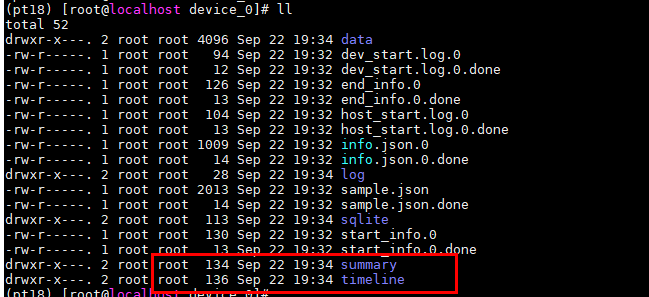 (pt18) [root@localhost device_0]# ll
total 52
drwxr-x---. 2 root root 4096 Sep 22 19:34 data
-rw-r-----. 1 root root   94 Sep 22 19:32 dev_start.log.0
-rw-r-----. 1 root root   12 Sep 22 19:34 dev_start.log.0.done
-rw-r-----. 1 root root  126 Sep 22 19:32 end_info.0
-rw-r-----. 1 root root   13 Sep 22 19:32 end_info.0.done
-rw-r-----. 1 root root  104 Sep 22 19:32 host_start.log.0
-rw-r-----. 1 root root   13 Sep 22 19:34 host_start.log.0.done
-rw-r-----. 1 root root 1009 Sep 22 19:32 info.json.0
-rw-r-----. 1 root root   14 Sep 22 19:32 info.json.0.done
drwxr-x---. 2 root root   28 Sep 22 19:34 log
-rw-r-----. 1 root root 2013 Sep 22 19:32 sample.json
-rw-r-----. 1 root root   14 Sep 22 19:34 sample.json.done
drwxr-x---. 2 root root  113 Sep 22 19:34 sqlite
-rw-r-----. 1 root root  130 Sep 22 19:32 start_info.0
-rw-r-----. 1 root root   13 Sep 22 19:32 start_info.0.done
drwxr-x---. 2 root root  134 Sep 22 19:34 summary
drwxr-x---. 2 root root  136 Sep 22 19:34 timeline
(pt18) [root@localhost device_0]#